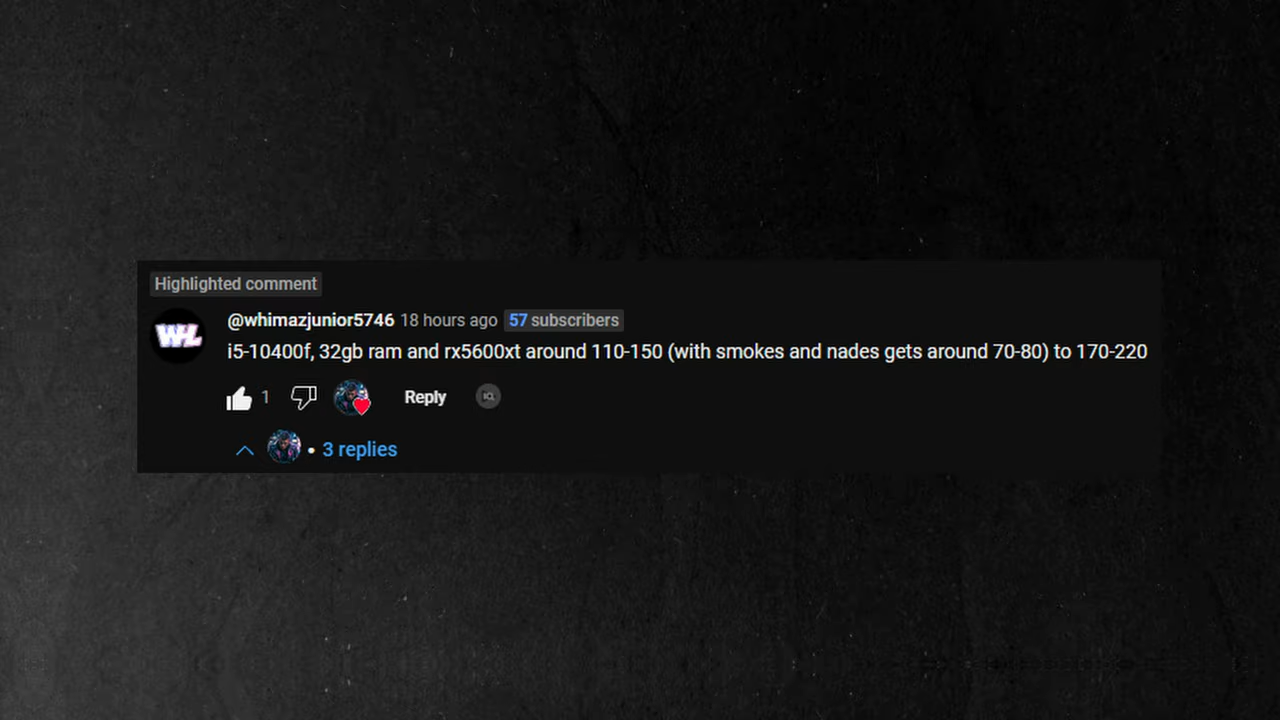 Highlighted comment
@whimazjunior5746 18 hours ago 57 subscribers
WL
i5-10400f, 32gb ram and rx5600xt around 110-150 (with smokes and nades gets around 70-80) to 170-220
1 Reply
• 3 replies